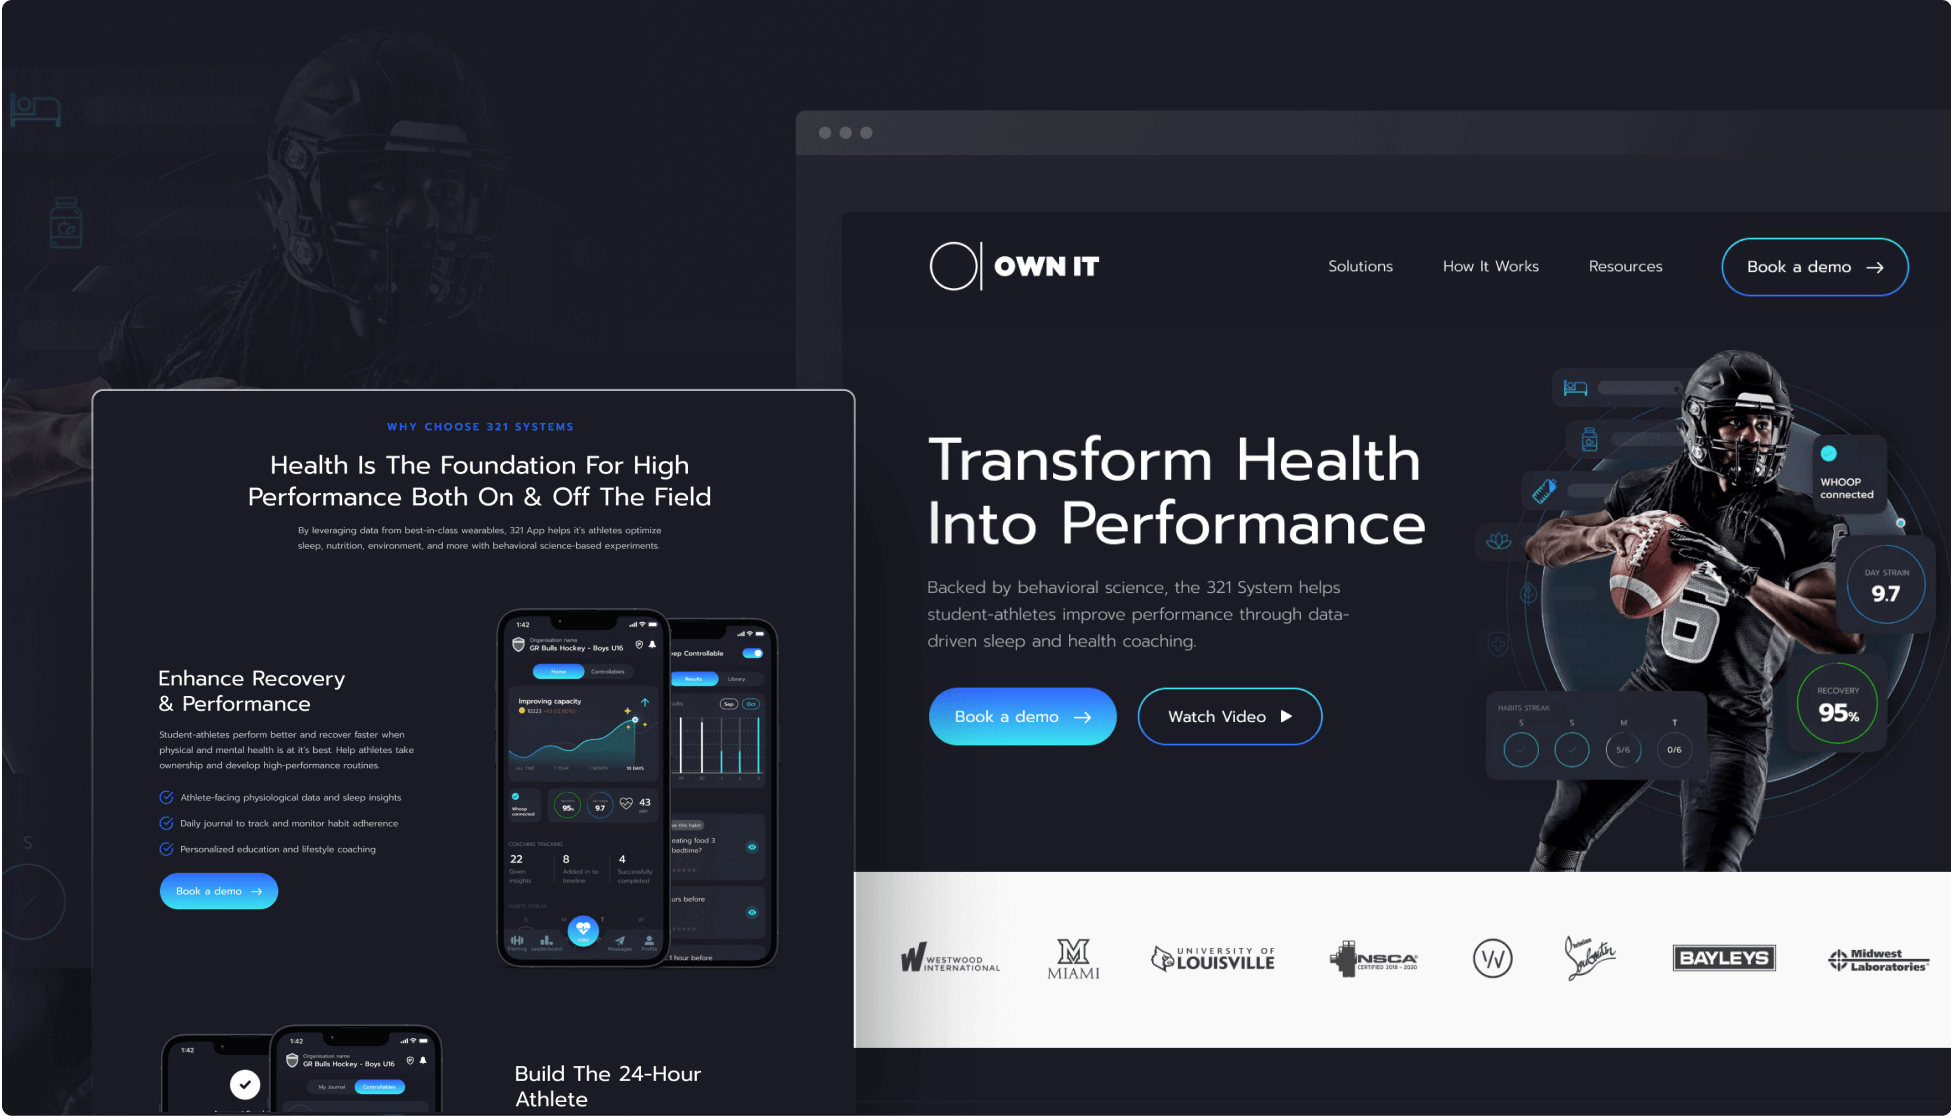 OWN IT
Solutions
How It Works
Resources
Book a demo
Transform Health
Into Performance
Backed by behavioral science, the 321 System helps
student-athletes improve performance through data-
driven sleep and health coaching.
Book a demo
Watch Video
WHOOP
connected
DAY STRAIN
9.7
RECOVERY
95%
HABITS STREAK
S S M T
5/6 0/6
6
WESTWOOD
INTERNATIONAL
M
MIAMI
UNIVERSITY OF
LOUISVILLE
NSCA
CERTIFIED 2018 - 2020
W
BAYLEYS
Midwest
Laboratories
WHY CHOOSE 321 SYSTEMS
Health Is The Foundation For High
Performance Both On & Off The Field
By leveraging data from best-in-class wearables, 321 App helps it's athletes optimize
sleep, nutrition, environment, and more with behavioral science-based experiments.
Enhance Recovery
& Performance
Student-athletes perform better and recover faster when
physical and mental health is at it's best. Help athletes take
ownership and develop high-performance routines.
Athlete-facing physiological data and sleep insights
Daily journal to track and monitor habit adherence
Personalized education and lifestyle coaching
Book a demo
1:42
Organisation name
GR Bulls Hockey - Boys U16
Home
Controllables
Improving capacity
10223
ALL TIME 1 YEAR 1 MONTH 10 DAYS
Whoop
connected
95%
9.7
43
COACHING TRACKING
22 8 4
Given Added in to Successfully
insights timeline completed
HABITS STREAK
S M T W
Training Leaderboard Messages Profile
eep Controllable
Results
Library
ults
Sep
Oct
ve this habit
eating food 3
bedtime?
urs before
1 hour before
S
1:42
1:42
Organisation name
GR Bulls Hockey - Boys U16
My Journal
Controllables
Build The 24-Hour
Athlete